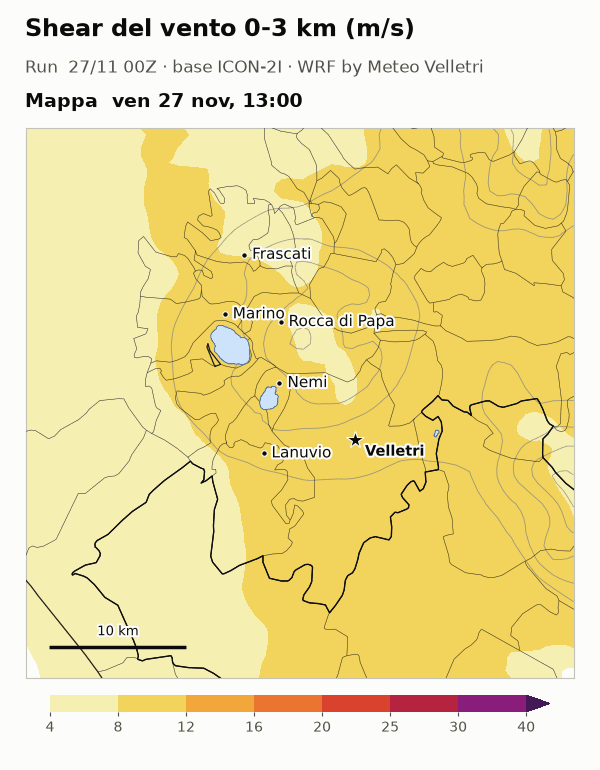 Shear del vento 0-3 km (m/s)
Run  27/11 00Z · base ICON-2I · WRF by Meteo Velletri
Mappa  ven 27 nov, 13:00
Frascati
Marino
Rocca di Papa
Nemi
Velletri
Lanuvio
10 km
4 8 12 16 20 25 30 40